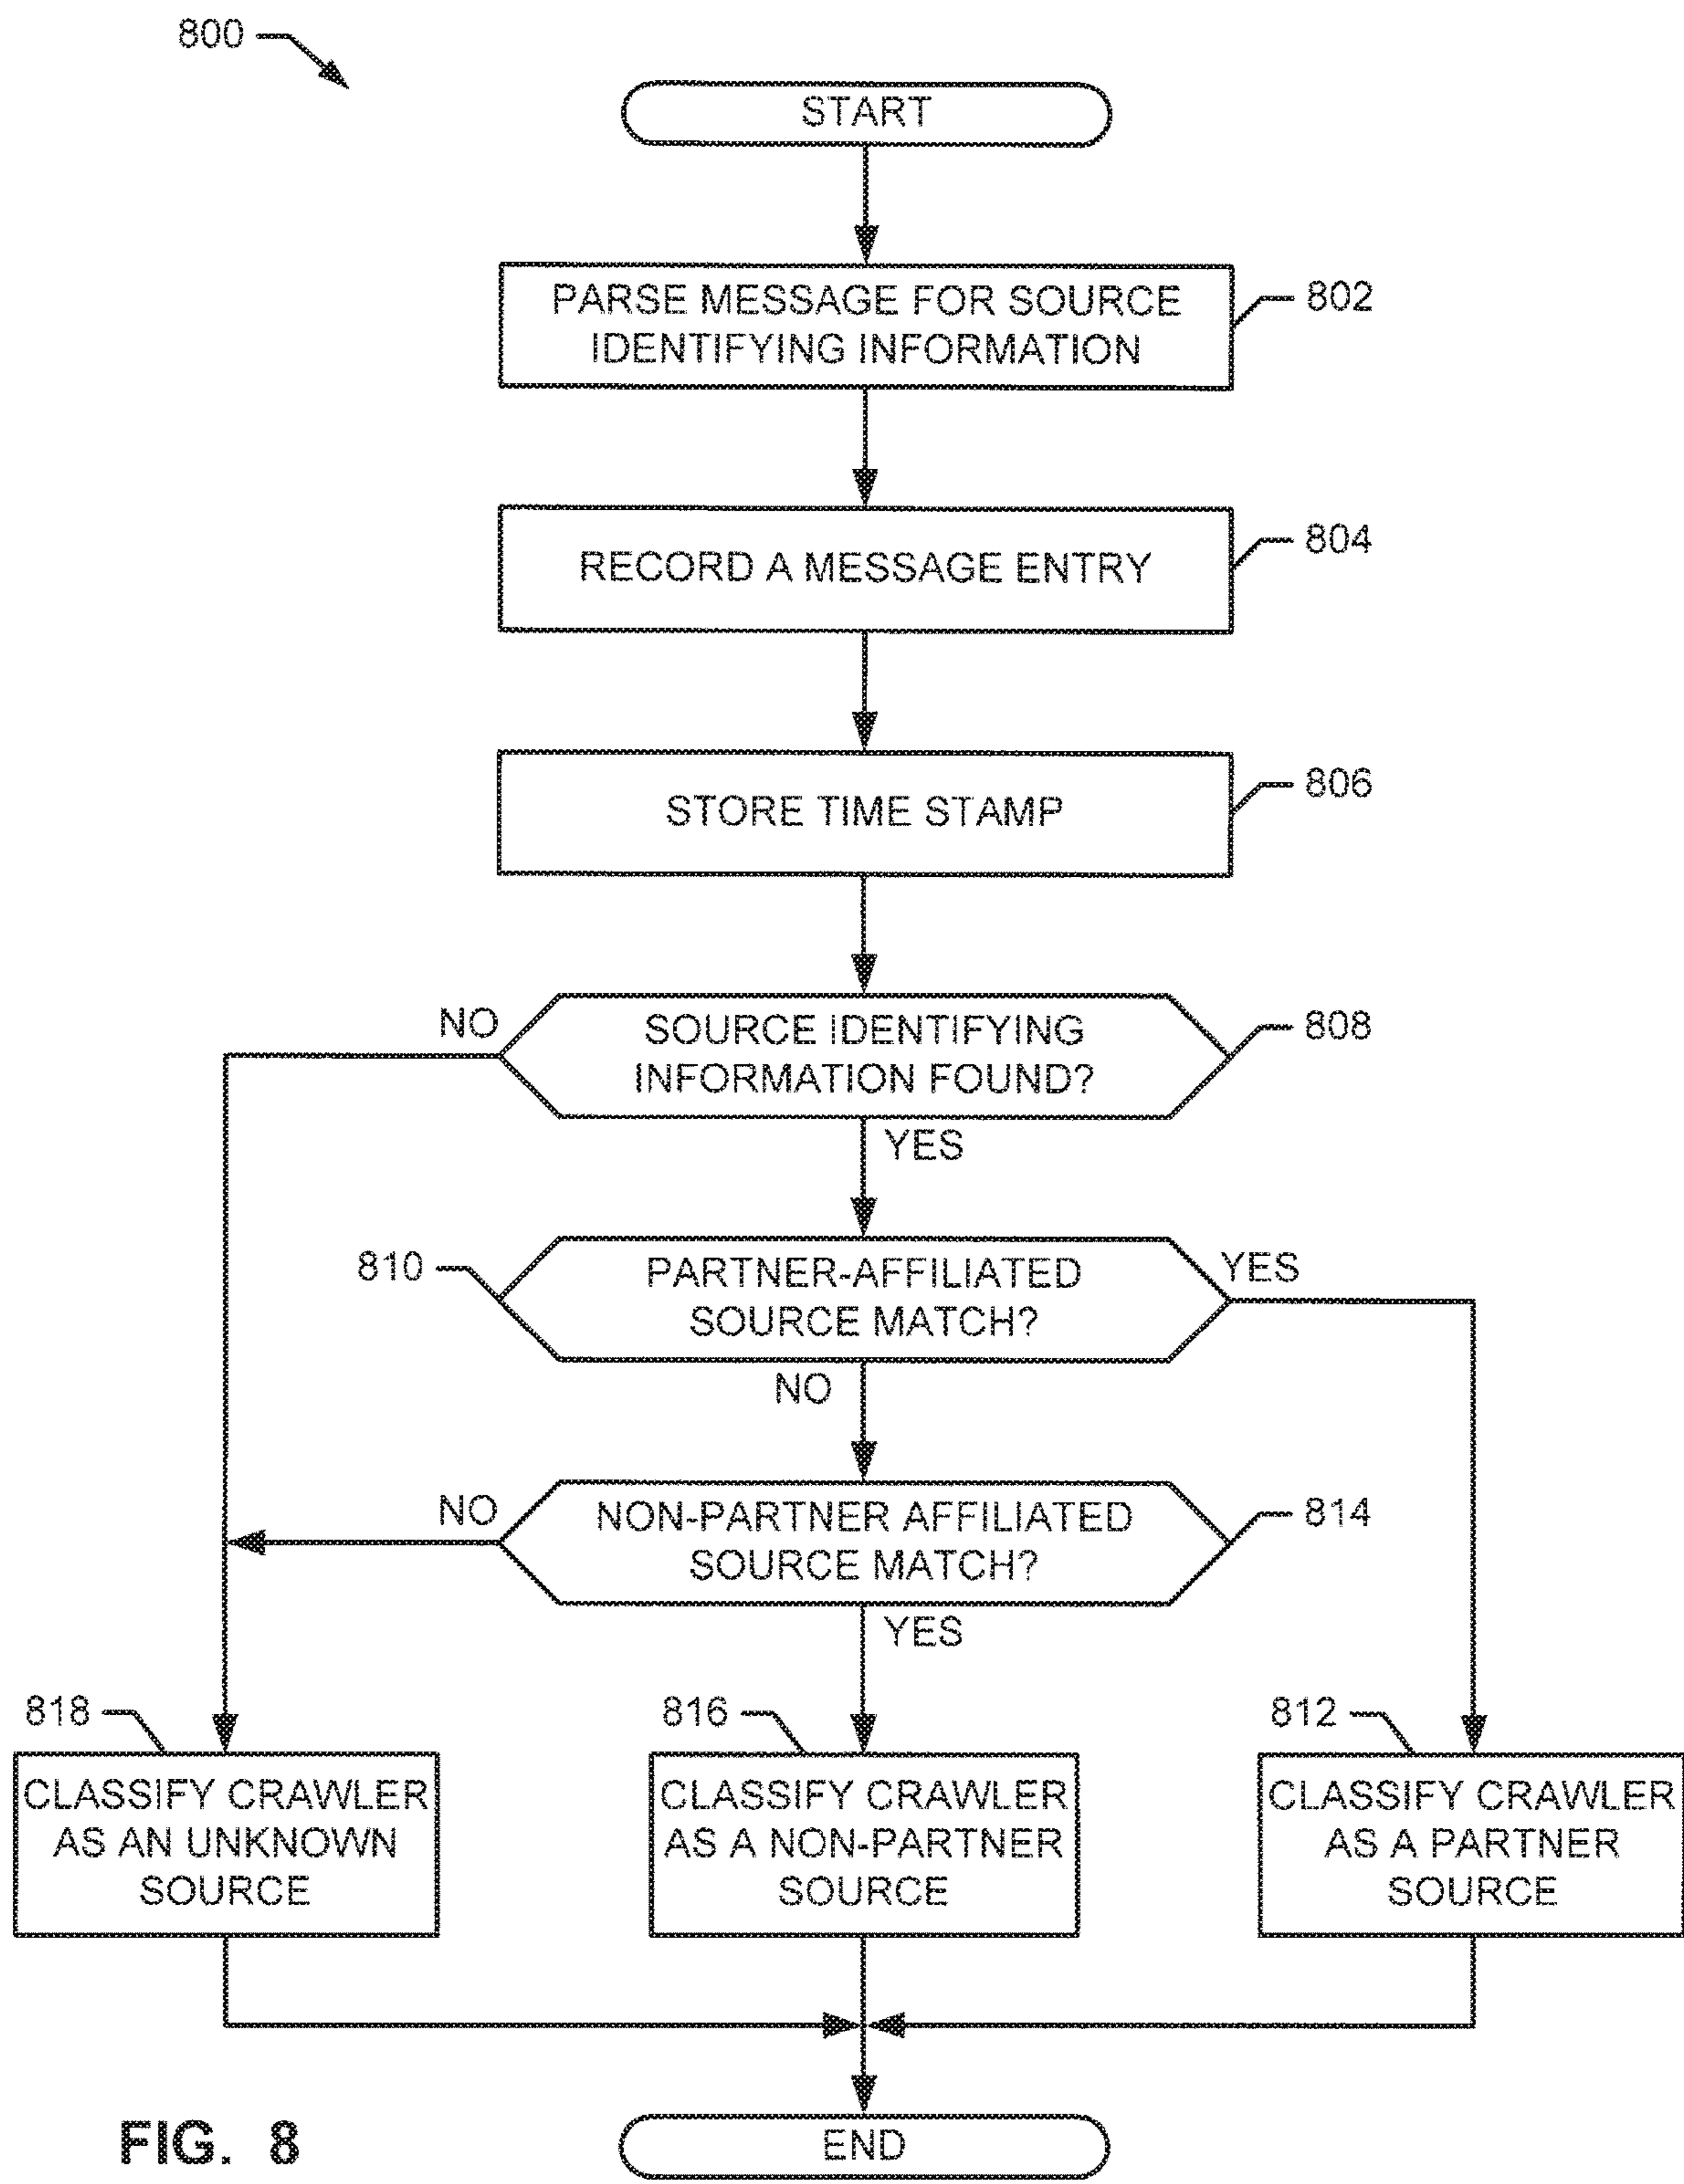 800
START
PARSE MESSAGE FOR SOURCE
IDENTIFYING INFORMATION
802
RECORD A MESSAGE ENTRY
804
STORE TIME STAMP
806
NO
SOURCE IDENTIFYING
INFORMATION FOUND?
808
YES
810
PARTNER-AFFILIATED
SOURCE MATCH?
YES
NO
NO
NON-PARTNER AFFILIATED
SOURCE MATCH?
814
YES
818
CLASSIFY CRAWLER
AS AN UNKNOWN
SOURCE
816
CLASSIFY CRAWLER
AS A NON-PARTNER
SOURCE
812
CLASSIFY CRAWLER
AS A PARTNER
SOURCE
END
FIG. 8